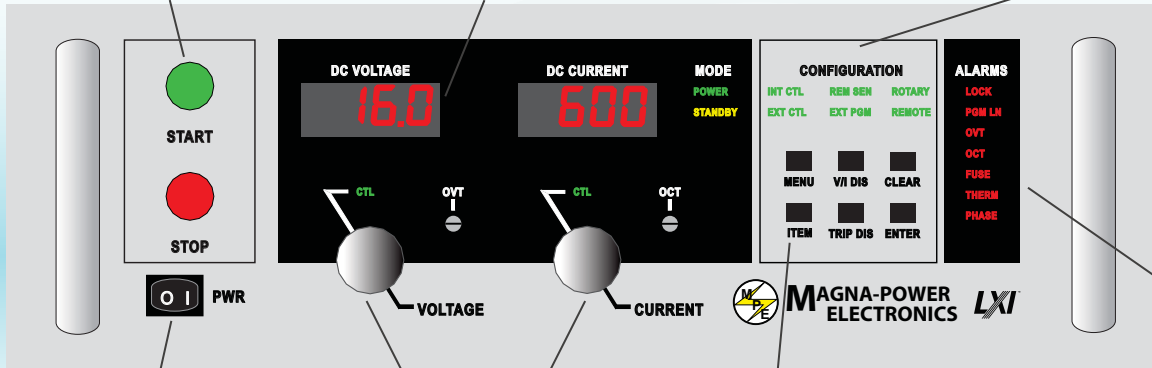 START
STOP
O I
PWR
DC VOLTAGE
16.0
CTL
OVT
VOLTAGE
DC CURRENT
600
CTL
OCT
CURRENT
MODE
POWER
STANDBY
CONFIGURATION
INT CTL REM SEN ROTARY
EXT CTL EXT PGM REMOTE
MENU V/I DIS CLEAR
ITEM TRIP DIS ENTER
ALARMS
LOCK
PGM LN
OVT
OCT
FUSE
THERM
PHASE
MPE
MAGNA-POWER
ELECTRONICS
LXI